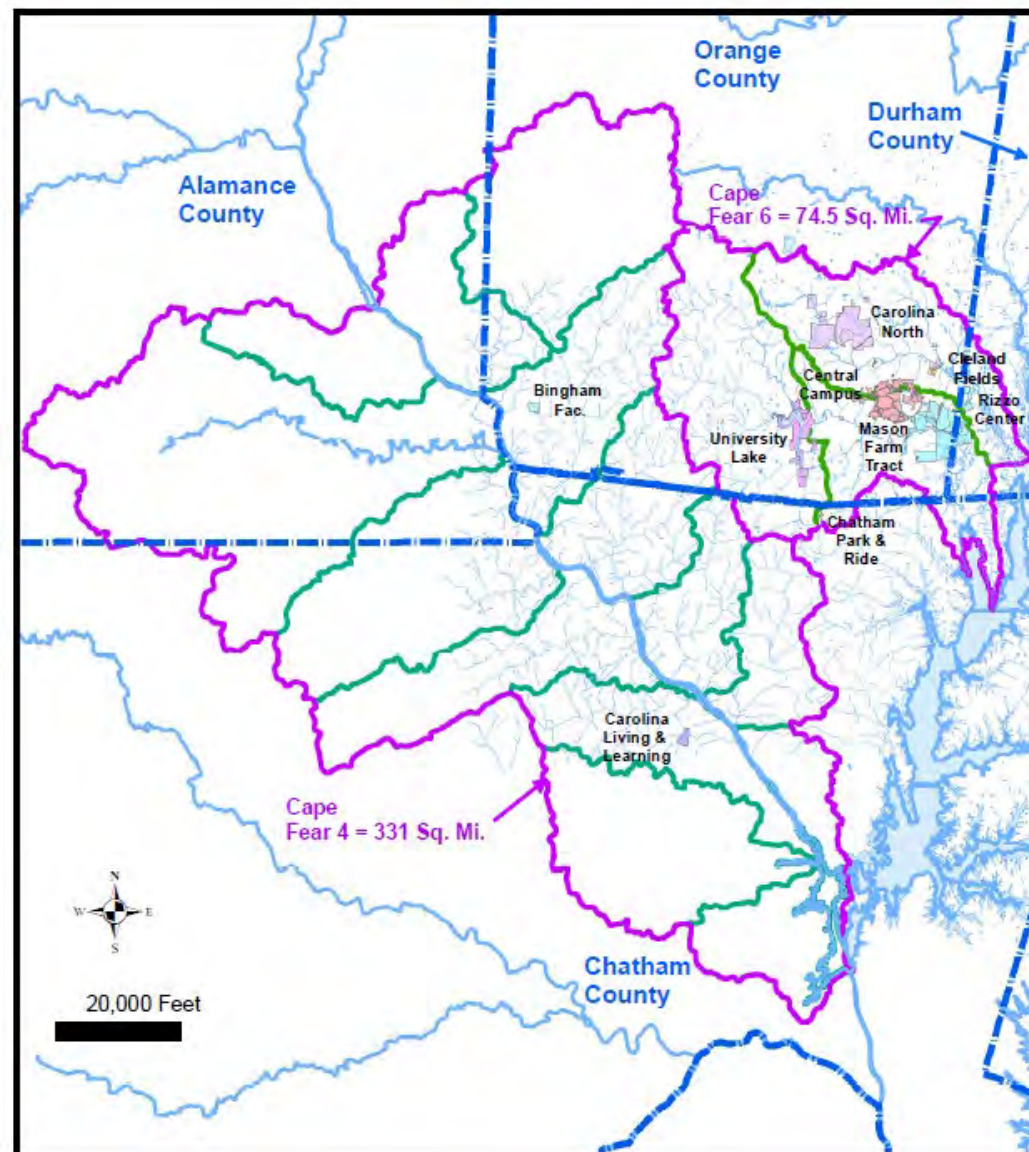 Orange
County
Durham
County
Alamance
County
Cape
Fear 6 = 74.5 Sq. Mi.
Carolina
North
Cleland
Fields
Central
Campus
Rizzo
Center
Bingham
Fac.
Mason
Farm
Tract
University
Lake
Chatham
Park &
Ride
Carolina
Living &
Learning
Cape
Fear 4 = 331 Sq. Mi.
N
W
E
S
Chatham
County
20,000 Feet